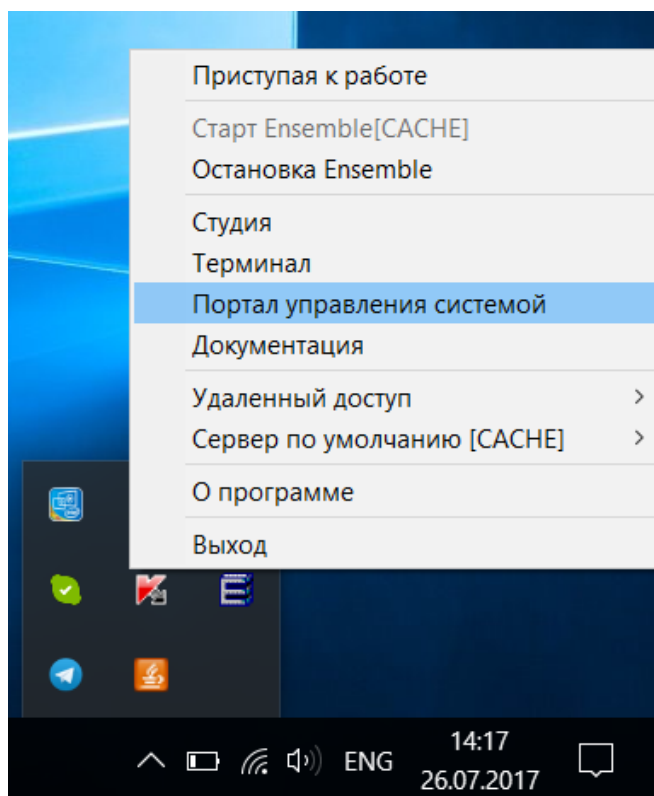 Приступая к работе
Старт Ensemble[CACHE]
Остановка Ensemble
Студия
Терминал
Портал управления системой
Документация
Удаленный доступ
Сервер по умолчанию [CACHE]
О программе
Выход
ENG
14:17
26.07.2017